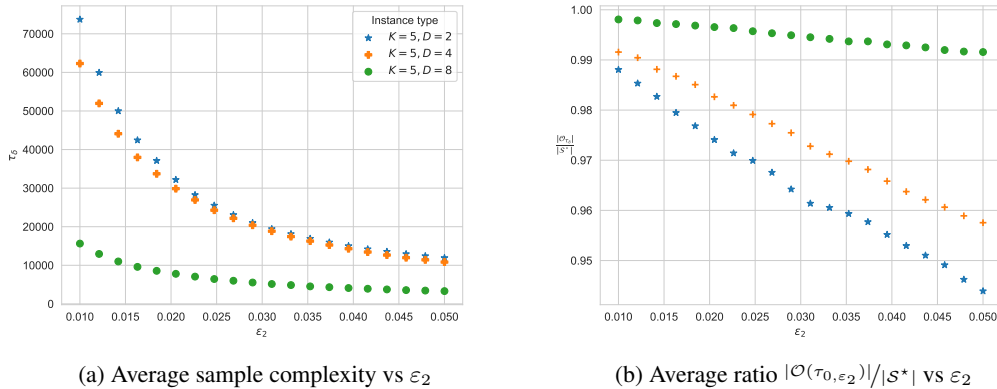 Instance type
K = 5, D = 2
K = 5, D = 4
K = 5, D = 8
70000
60000
50000
40000
30000
20000
10000
0
τδ
0.010 0.015 0.020 0.025 0.030 0.035 0.040 0.045 0.050
ε2
(a) Average sample complexity vs ε2
1.00
0.99
0.98
0.97
0.96
0.95
|Oτ0| / |S⋆|
0.010 0.015 0.020 0.025 0.030 0.035 0.040 0.045 0.050
ε2
(b) Average ratio |O(τ0,ε2)|/|S⋆| vs ε2